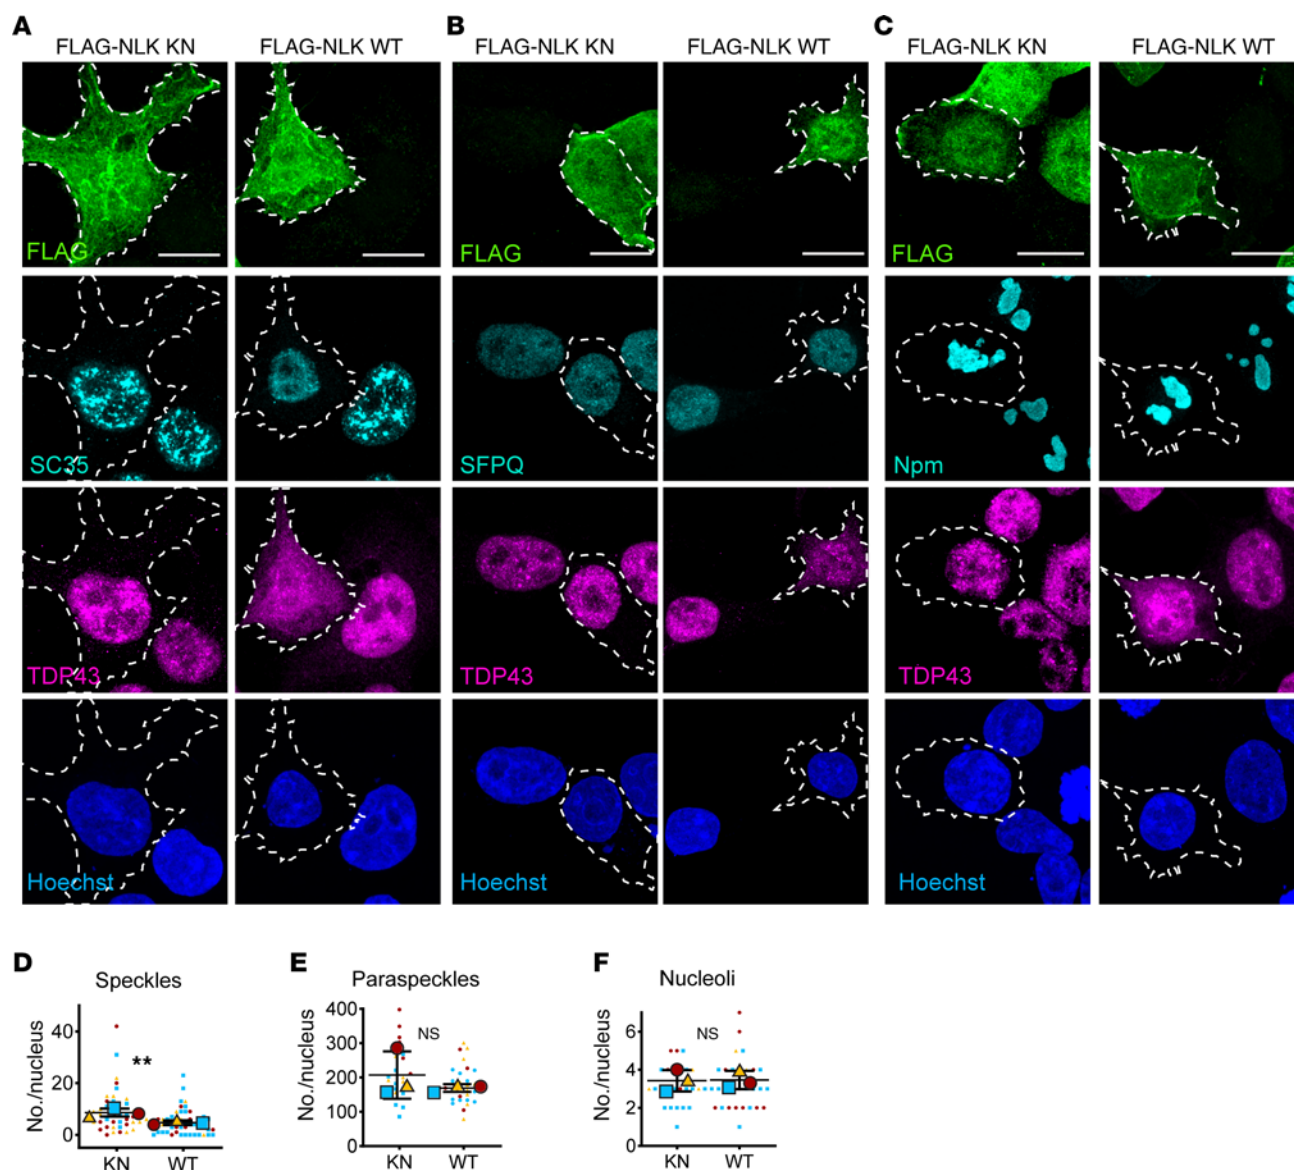 A B C
FLAG-NLK KN FLAG-NLK WT FLAG-NLK KN FLAG-NLK WT FLAG-NLK KN FLAG-NLK WT
FLAG FLAG FLAG
SC35 SFPQ Npm
TDP43 TDP43 TDP43
Hoechst Hoechst Hoechst
D Speckles
No./nucleus
40
20
0
**
KN WT
E Paraspeckles
No./nucleus
400
300
200
100
0
NS
KN WT
F Nucleoli
No./nucleus
6
4
2
0
NS
KN WT